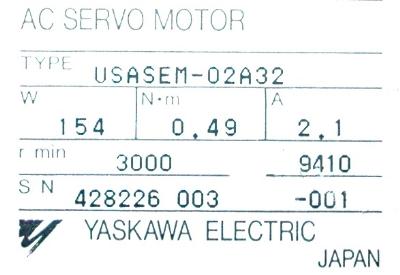 AC SERVO MOTOR
TYPE USASEM-02A32
W N·m A
154 0.49 2.1
r min 3000 9410
S N 428226 003 -001
YASKAWA ELECTRIC
JAPAN